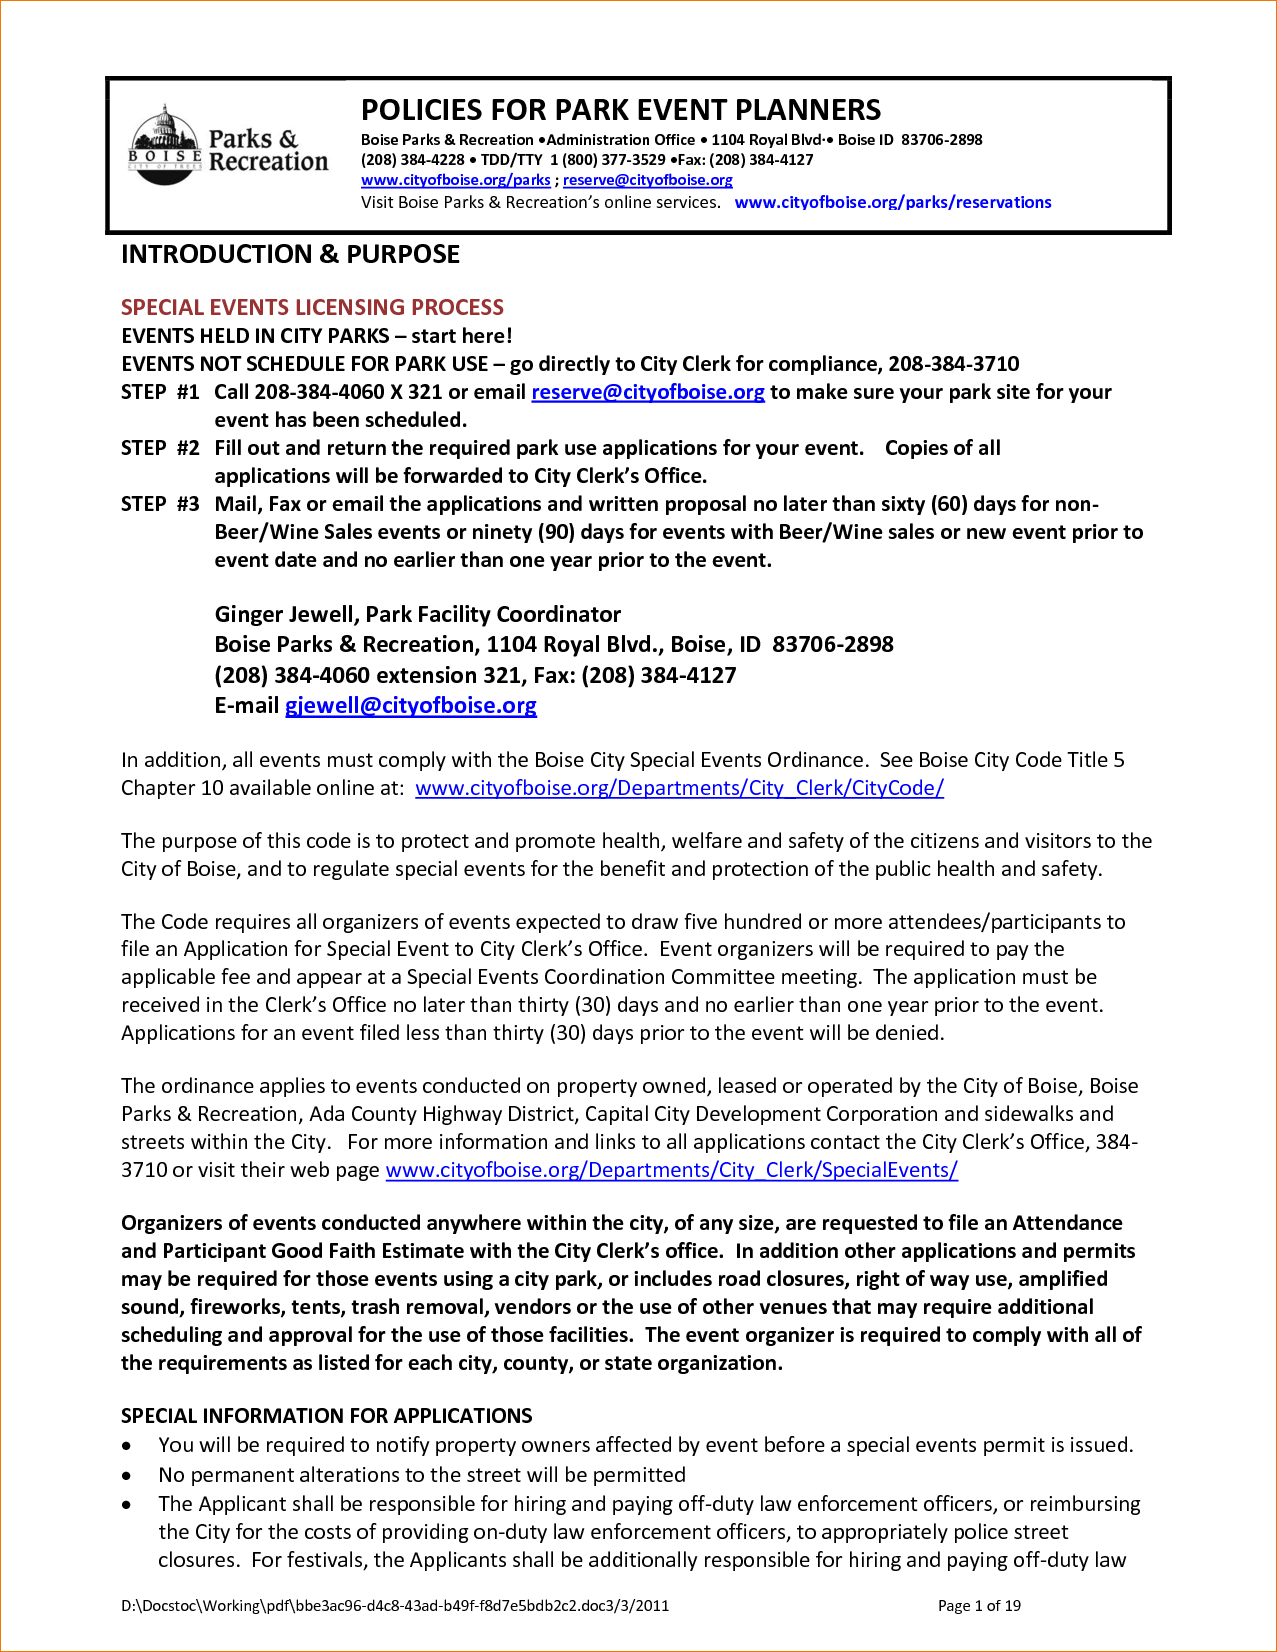 BOISE
CITY OF TREES
Parks &
Recreation
POLICIES FOR PARK EVENT PLANNERS
Boise Parks & Recreation •Administration Office • 1104 Royal Blvd·• Boise ID  83706-2898
(208) 384-4228 • TDD/TTY  1 (800) 377-3529 •Fax: (208) 384-4127
www.cityofboise.org/parks ; reserve@cityofboise.org
Visit Boise Parks & Recreation’s online services.   www.cityofboise.org/parks/reservations
INTRODUCTION & PURPOSE
SPECIAL EVENTS LICENSING PROCESS
EVENTS HELD IN CITY PARKS – start here!
EVENTS NOT SCHEDULE FOR PARK USE – go directly to City Clerk for compliance, 208-384-3710
STEP  #1  Call 208-384-4060 X 321 or email reserve@cityofboise.org to make sure your park site for your
event has been scheduled.
STEP  #2  Fill out and return the required park use applications for your event.    Copies of all
applications will be forwarded to City Clerk’s Office.
STEP  #3  Mail, Fax or email the applications and written proposal no later than sixty (60) days for non-
Beer/Wine Sales events or ninety (90) days for events with Beer/Wine sales or new event prior to
event date and no earlier than one year prior to the event.
Ginger Jewell, Park Facility Coordinator
Boise Parks & Recreation, 1104 Royal Blvd., Boise, ID  83706-2898
(208) 384-4060 extension 321, Fax: (208) 384-4127
E-mail gjewell@cityofboise.org
In addition, all events must comply with the Boise City Special Events Ordinance.  See Boise City Code Title 5
Chapter 10 available online at:  www.cityofboise.org/Departments/City_Clerk/CityCode/
The purpose of this code is to protect and promote health, welfare and safety of the citizens and visitors to the
City of Boise, and to regulate special events for the benefit and protection of the public health and safety.
The Code requires all organizers of events expected to draw five hundred or more attendees/participants to
file an Application for Special Event to City Clerk’s Office.  Event organizers will be required to pay the
applicable fee and appear at a Special Events Coordination Committee meeting.  The application must be
received in the Clerk’s Office no later than thirty (30) days and no earlier than one year prior to the event.
Applications for an event filed less than thirty (30) days prior to the event will be denied.
The ordinance applies to events conducted on property owned, leased or operated by the City of Boise, Boise
Parks & Recreation, Ada County Highway District, Capital City Development Corporation and sidewalks and
streets within the City.   For more information and links to all applications contact the City Clerk’s Office, 384-
3710 or visit their web page www.cityofboise.org/Departments/City_Clerk/SpecialEvents/
Organizers of events conducted anywhere within the city, of any size, are requested to file an Attendance
and Participant Good Faith Estimate with the City Clerk’s office.  In addition other applications and permits
may be required for those events using a city park, or includes road closures, right of way use, amplified
sound, fireworks, tents, trash removal, vendors or the use of other venues that may require additional
scheduling and approval for the use of those facilities.  The event organizer is required to comply with all of
the requirements as listed for each city, county, or state organization.
SPECIAL INFORMATION FOR APPLICATIONS
• You will be required to notify property owners affected by event before a special events permit is issued.
• No permanent alterations to the street will be permitted
• The Applicant shall be responsible for hiring and paying off-duty law enforcement officers, or reimbursing
the City for the costs of providing on-duty law enforcement officers, to appropriately police street
closures.  For festivals, the Applicants shall be additionally responsible for hiring and paying off-duty law
D:\Docstoc\Working\pdf\bbe3ac96-d4c8-43ad-b49f-f8d7e5bdb2c2.doc3/3/2011 Page 1 of 19